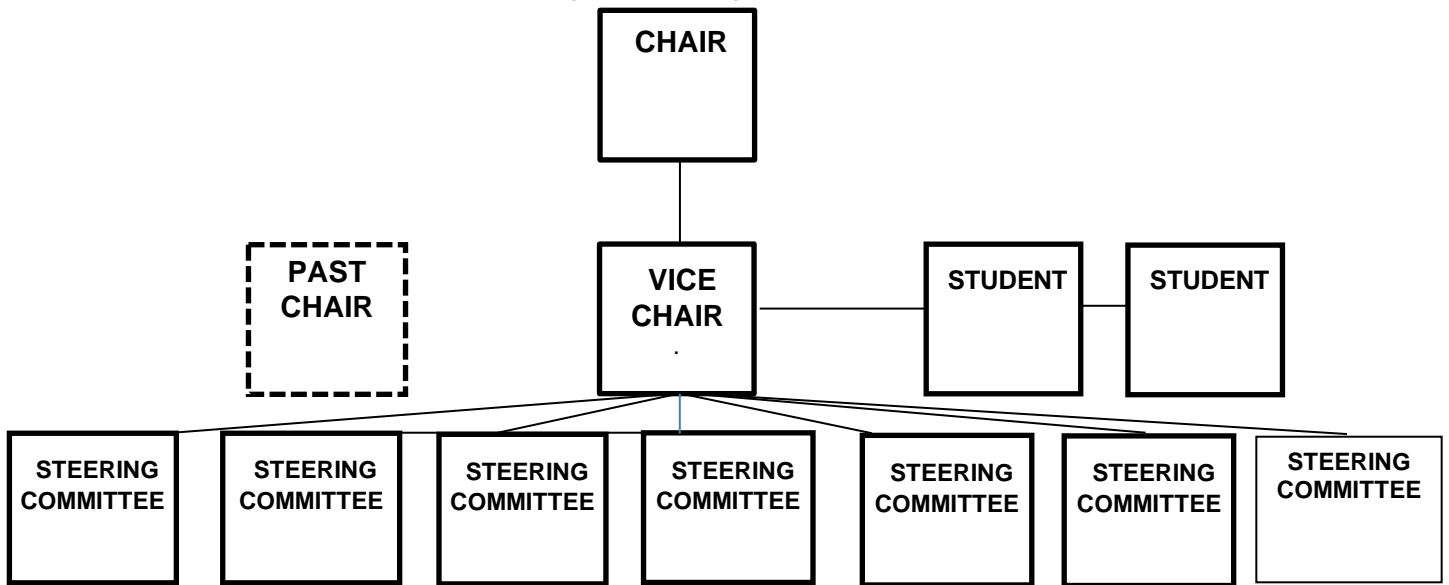 CHAIR
PAST
CHAIR
VICE
CHAIR
.
STUDENT
STUDENT
STEERING
COMMITTEE
STEERING
COMMITTEE
STEERING
COMMITTEE
STEERING
COMMITTEE
STEERING
COMMITTEE
STEERING
COMMITTEE
STEERING
COMMITTEE